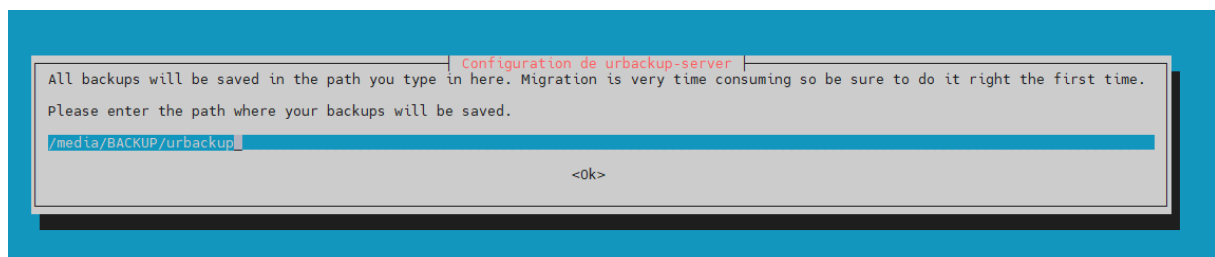 Configuration de urbackup-server
All backups will be saved in the path you type in here. Migration is very time consuming so be sure to do it right the first time.
Please enter the path where your backups will be saved.
/media/BACKUP/urbackup
<Ok>